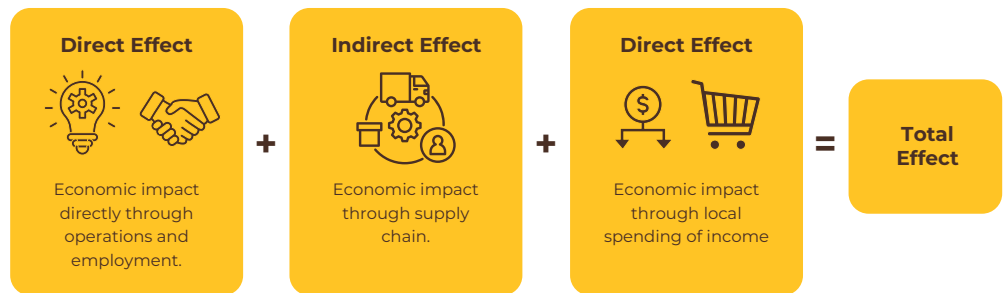 Direct Effect
Economic impact
directly through
operations and
employment.
+
Indirect Effect
Economic impact
through supply
chain.
+
Direct Effect
$
Economic impact
through local
spending of income
=
Total
Effect